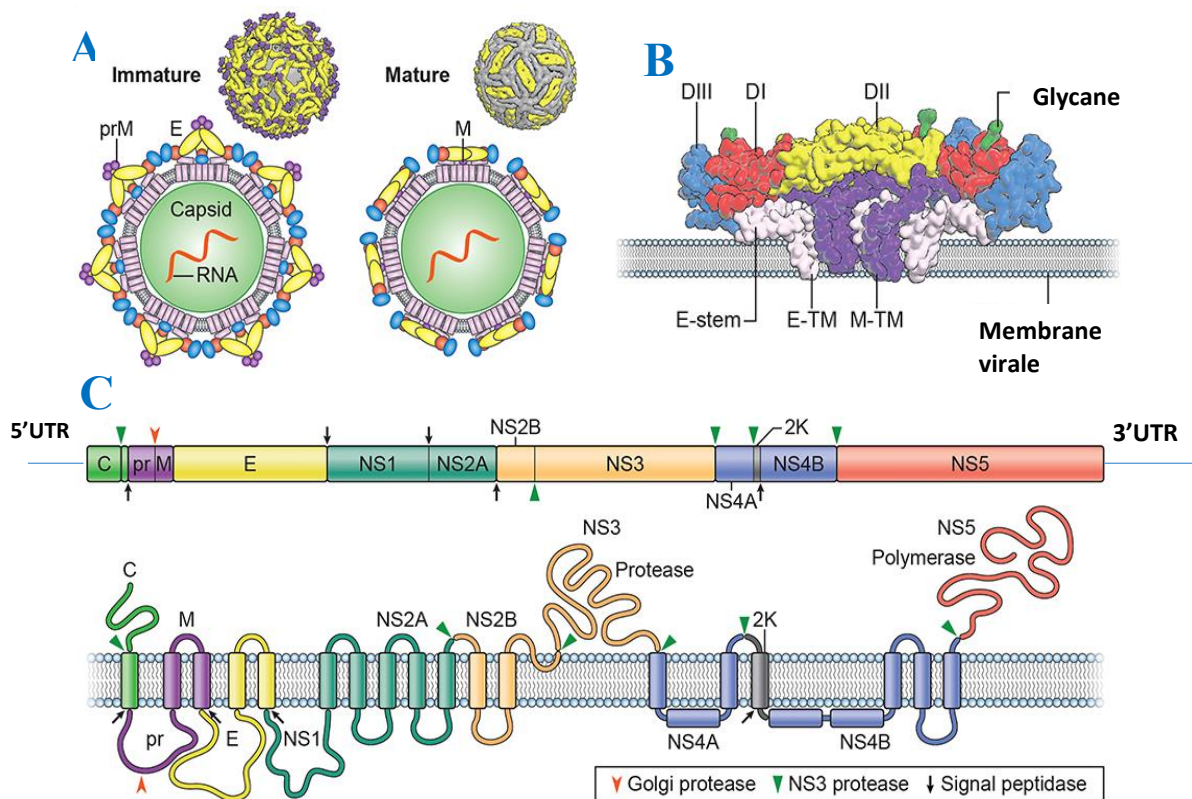 A
Immature
Mature
prM
E
M
Capsid
RNA
B
DIII
DI
DII
Glycane
E-stem
E-TM
M-TM
Membrane
virale
C
5’UTR
NS2B
2K
3’UTR
C
pr
M
E
NS1
NS2A
NS3
NS4B
NS5
NS4A
C
M
NS2A
NS2B
NS3
Protease
2K
NS5
Polymerase
pr
E
NS1
NS4A
NS4B
Golgi protease
NS3 protease
Signal peptidase